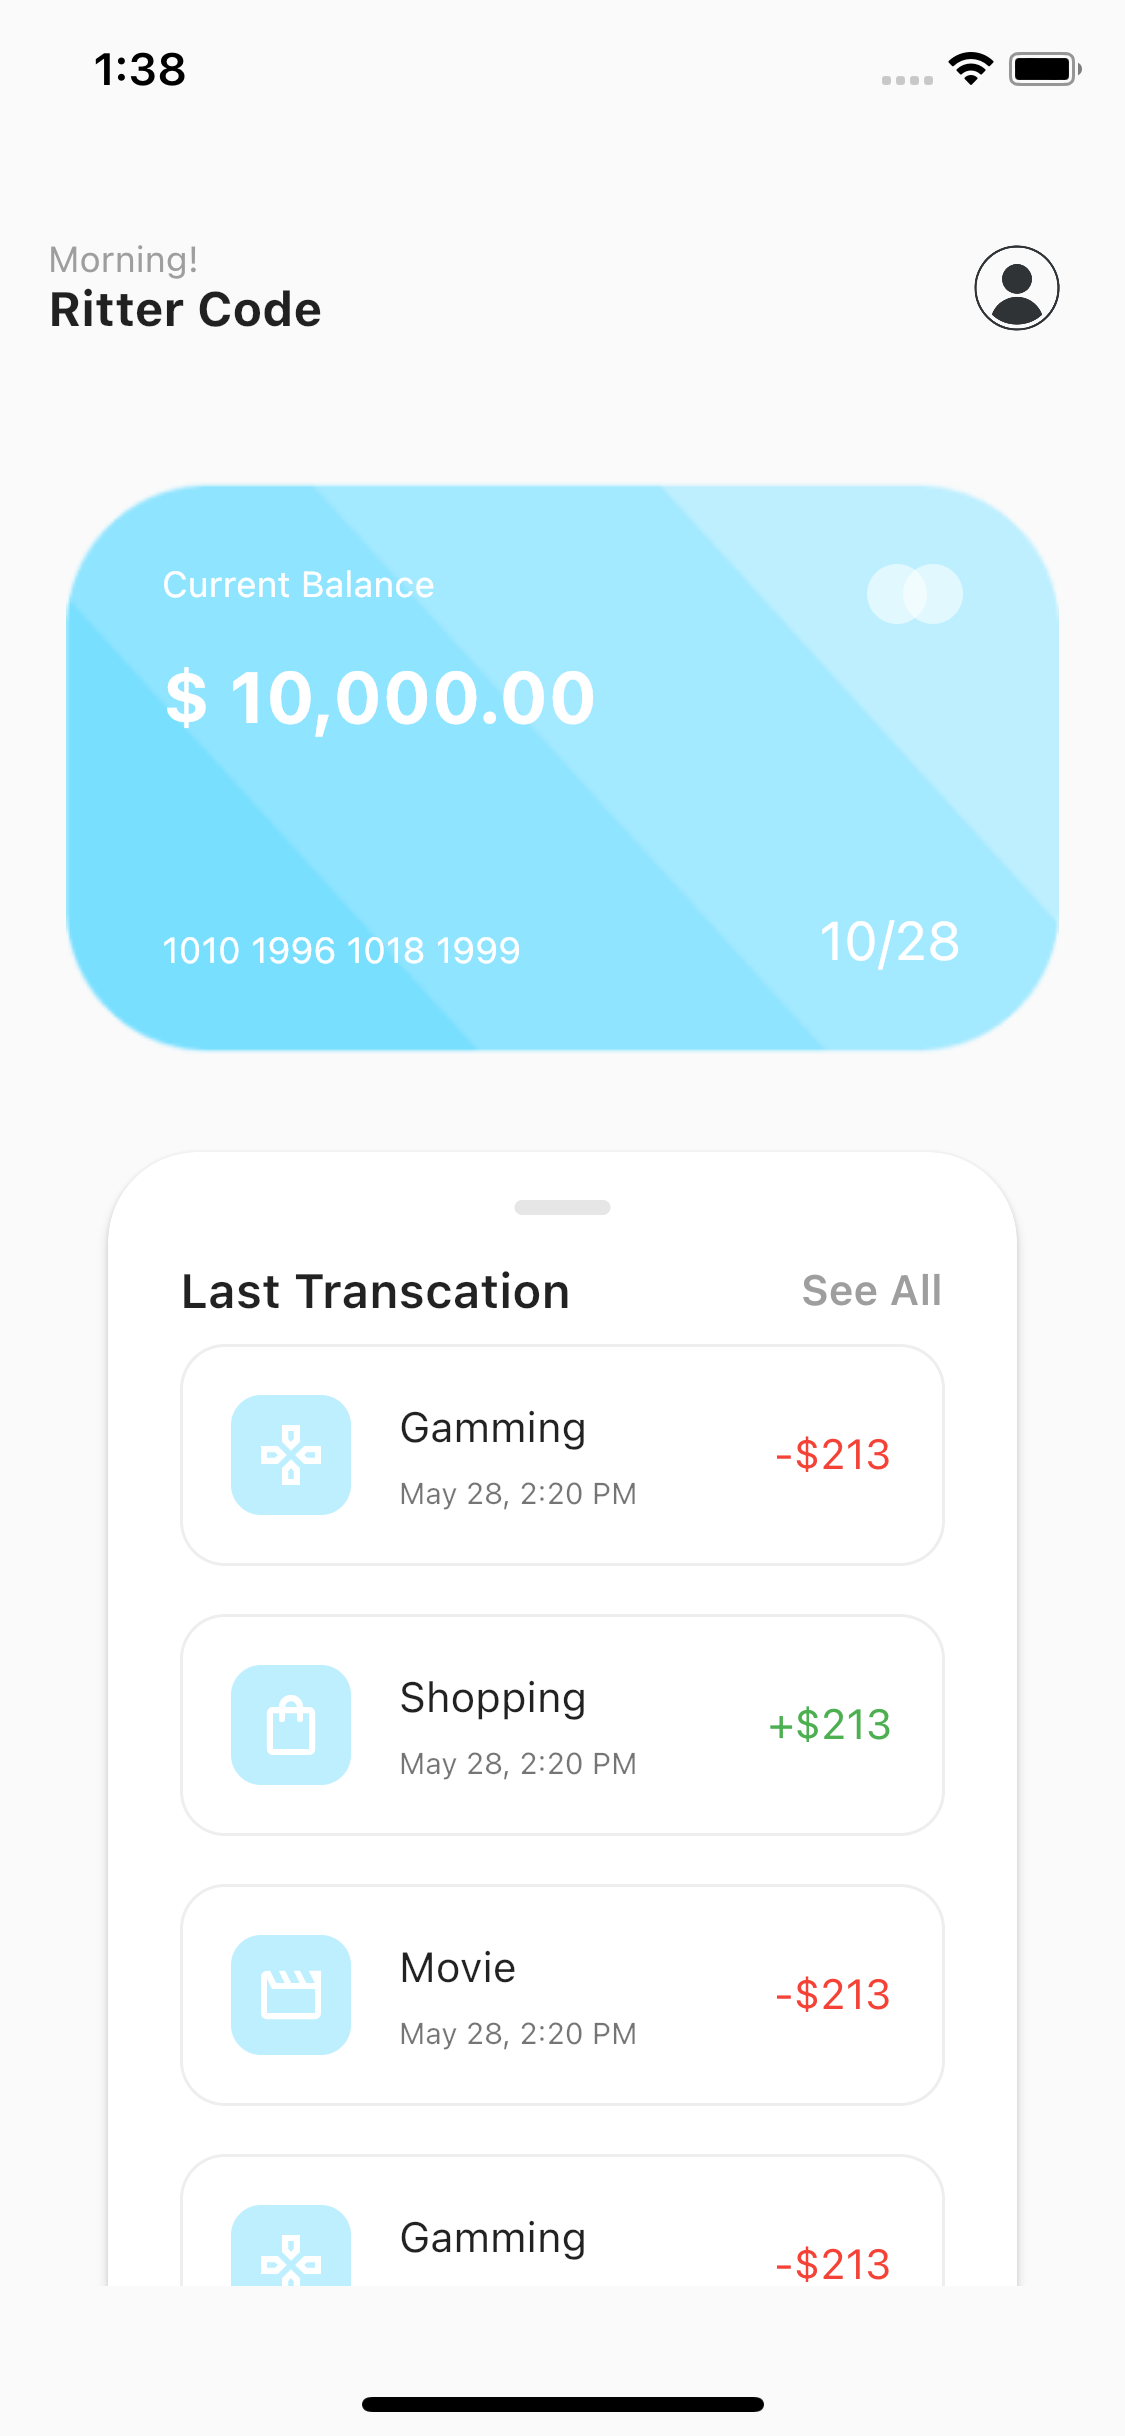 1:38
Morning!
Ritter Code
Current Balance
$ 10,000.00
1010 1996 1018 1999
10/28
Last Transcation
See All
Gamming
May 28, 2:20 PM
-$213
Shopping
May 28, 2:20 PM
+$213
Movie
May 28, 2:20 PM
-$213
Gamming
-$213